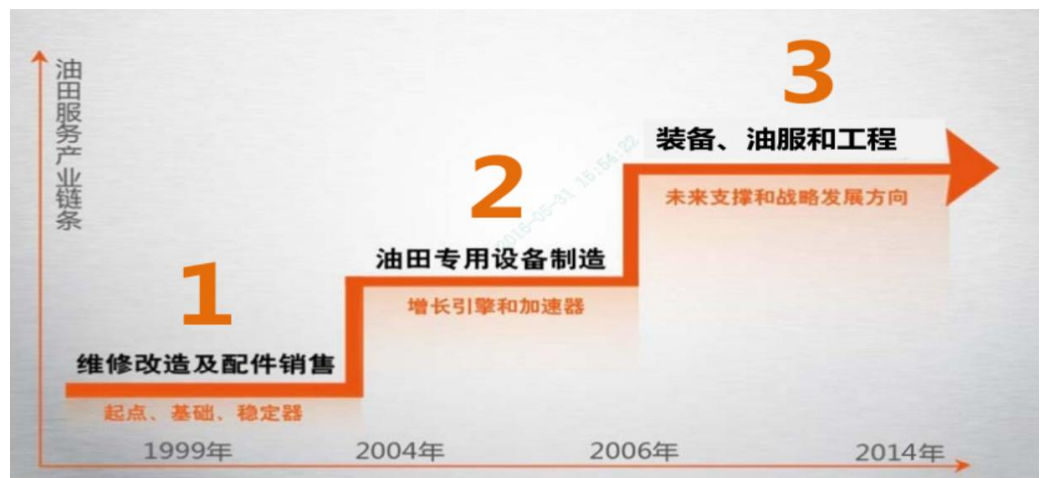 油田服务产业链条
3
装备、油服和工程
未来支撑和战略发展方向
2
油田专用设备制造
增长引擎和加速器
1
维修改造及配件销售
起点、基础、稳定器
1999年 2004年 2006年 2014年